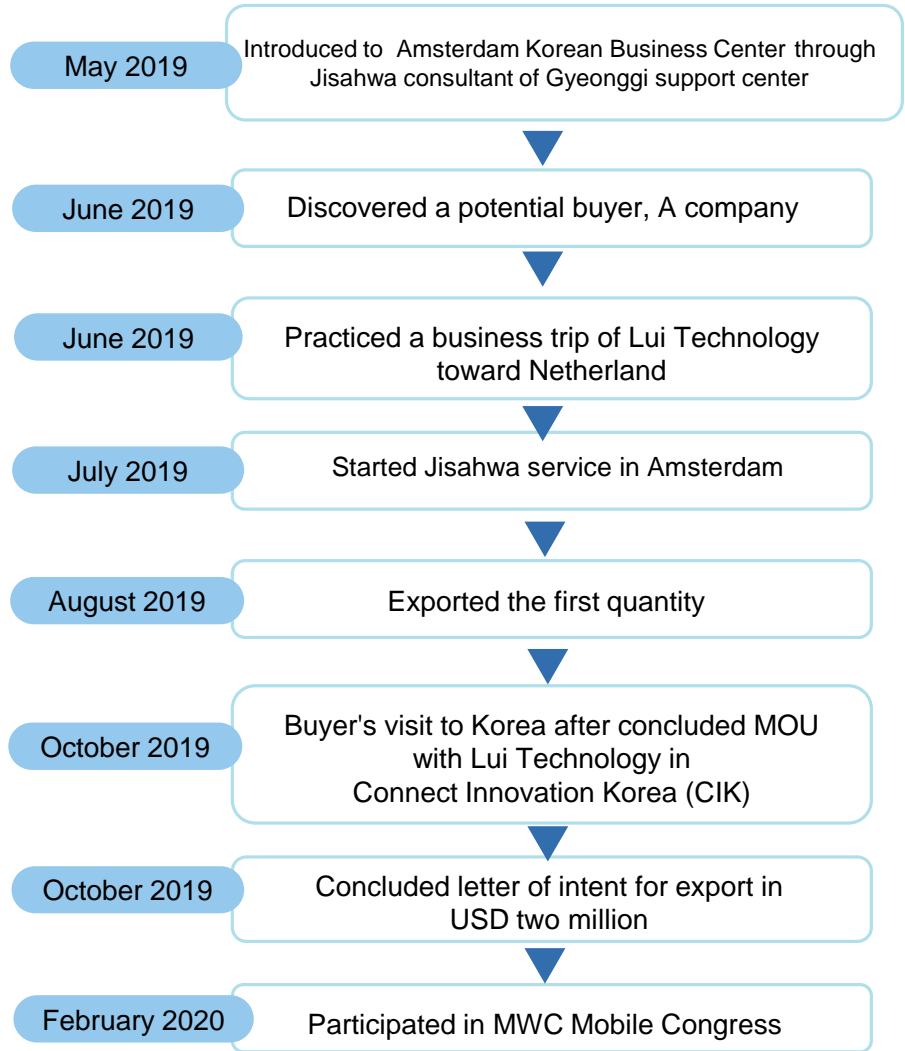 May 2019
Introduced to Amsterdam Korean Business Center through
Jisahwa consultant of Gyeonggi support center
June 2019
Discovered a potential buyer, A company
June 2019
Practiced a business trip of Lui Technology
toward Netherland
July 2019
Started Jisahwa service in Amsterdam
August 2019
Exported the first quantity
October 2019
Buyer's visit to Korea after concluded MOU
with Lui Technology in
Connect Innovation Korea (CIK)
October 2019
Concluded letter of intent for export in
USD two million
February 2020
Participated in MWC Mobile Congress